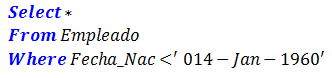 Select *
From Empleado
Where Fecha_Nac <' 014 − Jan − 1960'